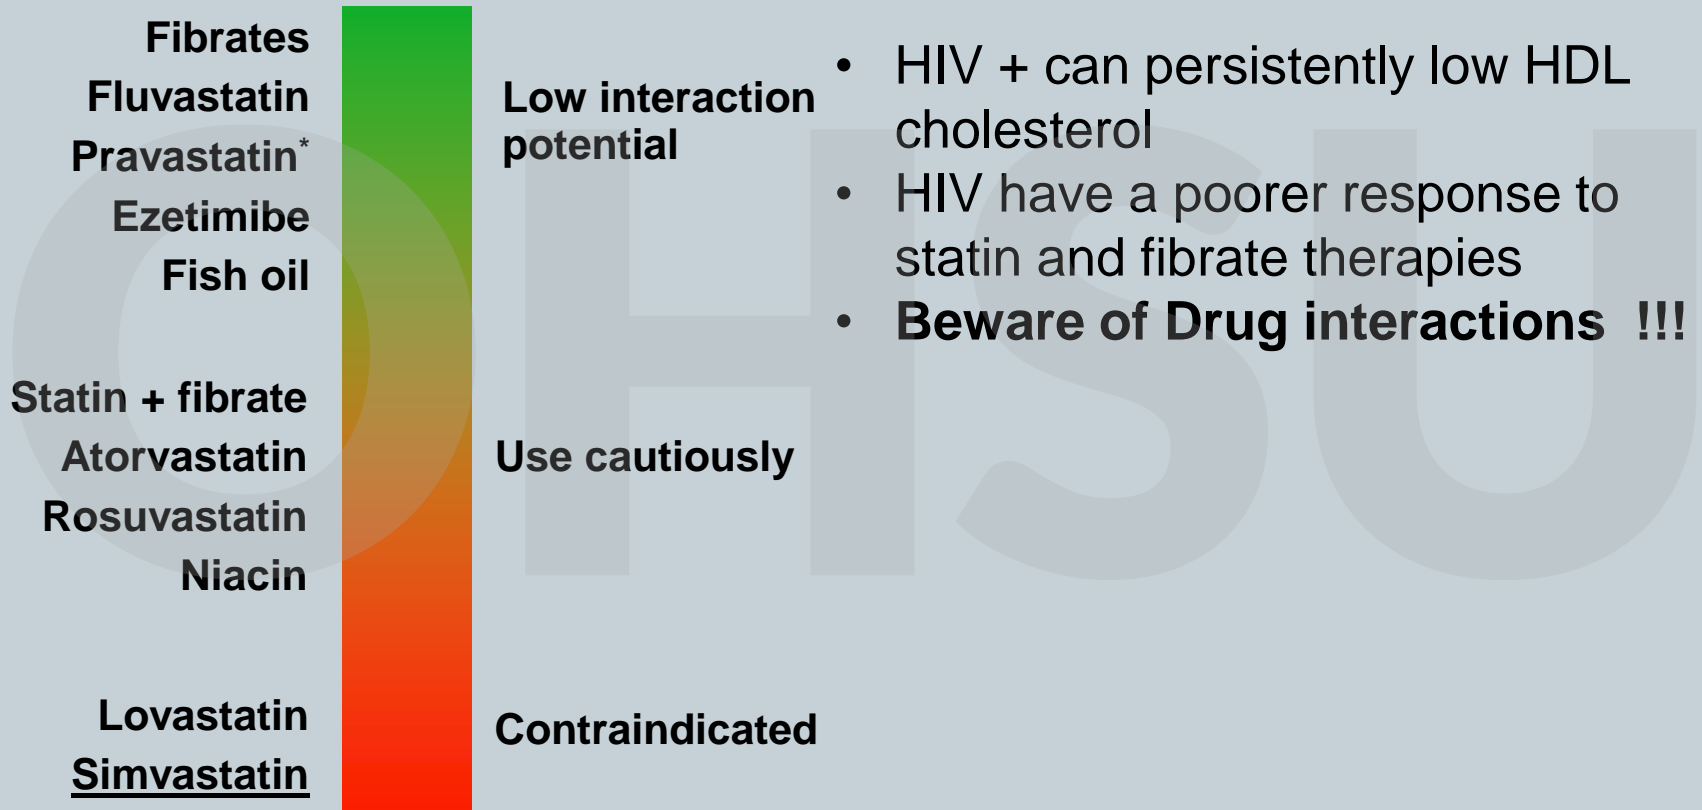 Fibrates
Fluvastatin
Pravastatin*
Ezetimibe
Fish oil
Low interaction
potential
Statin + fibrate
Atorvastatin
Rosuvastatin
Niacin
Use cautiously
Lovastatin
Simvastatin
Contraindicated
• HIV + can persistently low HDL
cholesterol
• HIV have a poorer response to
statin and fibrate therapies
• Beware of Drug interactions !!!
OHSU